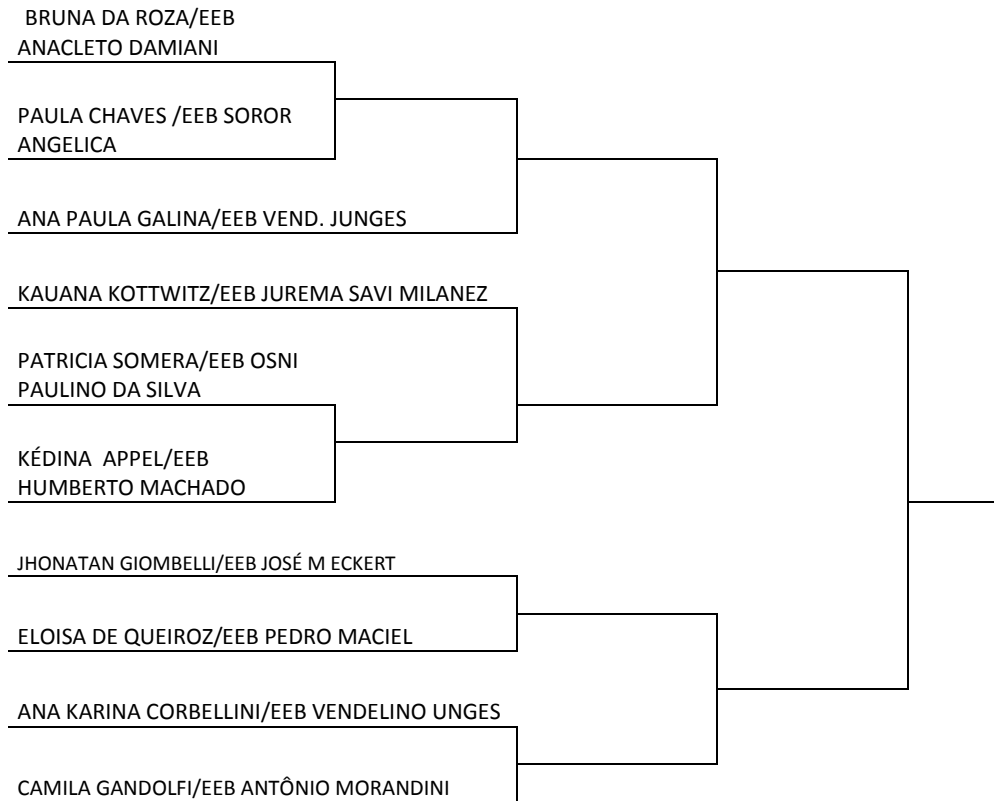 BRUNA DA ROZA/EEB
ANACLETO DAMIANI
PAULA CHAVES /EEB SOROR
ANGELICA
ANA PAULA GALINA/EEB VEND. JUNGES
KAUANA KOTTWITZ/EEB JUREMA SAVI MILANEZ
PATRICIA SOMERA/EEB OSNI
PAULINO DA SILVA
KÉDINA  APPEL/EEB
HUMBERTO MACHADO
JHONATAN GIOMBELLI/EEB JOSÉ M ECKERT
ELOISA DE QUEIROZ/EEB PEDRO MACIEL
ANA KARINA CORBELLINI/EEB VENDELINO UNGES
CAMILA GANDOLFI/EEB ANTÔNIO MORANDINI